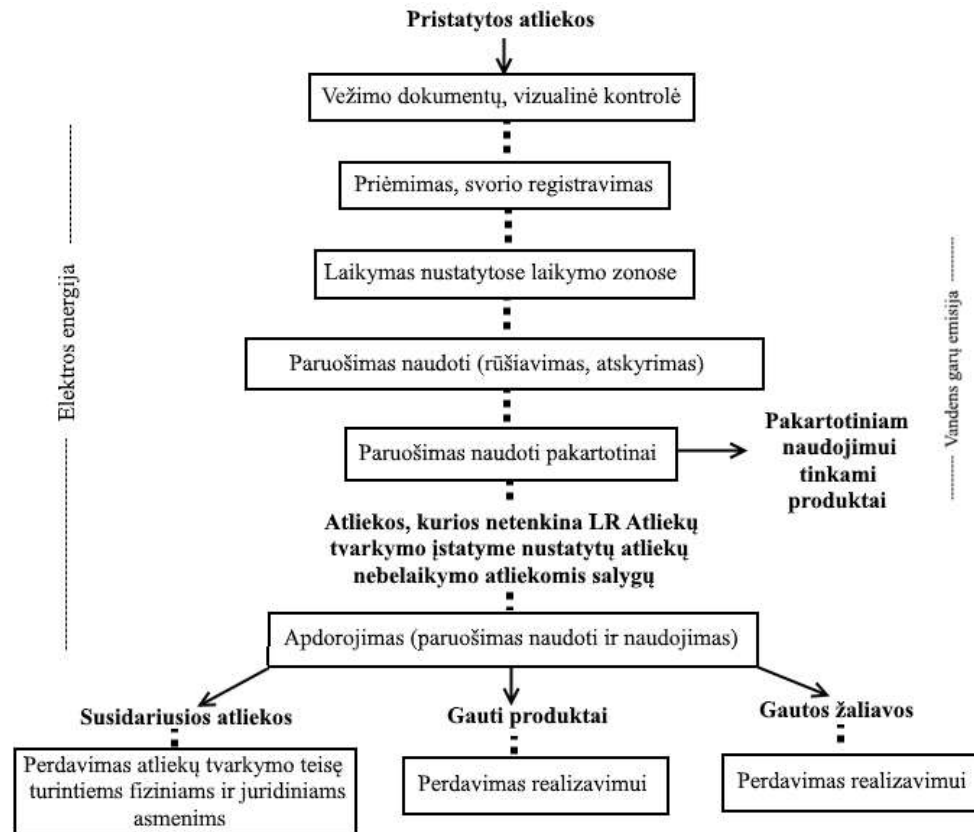 Pristatytos atliekos
Vežimo dokumentų, vizualinė kontrolė
Priėmimas, svorio registravimas
Laikymas nustatytose laikymo zonose
Elektros energija
Vandens garų emisija
Paruošimas naudoti (rūšiavimas, atskyrimas)
Paruošimas naudoti pakartotinai
Pakartotiniam
naudojimui
tinkami
produktai
Atliekos, kurios netenkina LR Atliekų
tvarkymo įstatyme nustatytų atliekų
nebelaikymo atliekomis salygų
Apdorojimas (paruošimas naudoti ir naudojimas)
Susidariusios atliekos
Gauti produktai
Gautos žaliavos
Perdavimas atliekų tvarkymo teisę
turintiems fiziniams ir juridiniams
asmenims
Perdavimas realizavimui
Perdavimas realizavimui